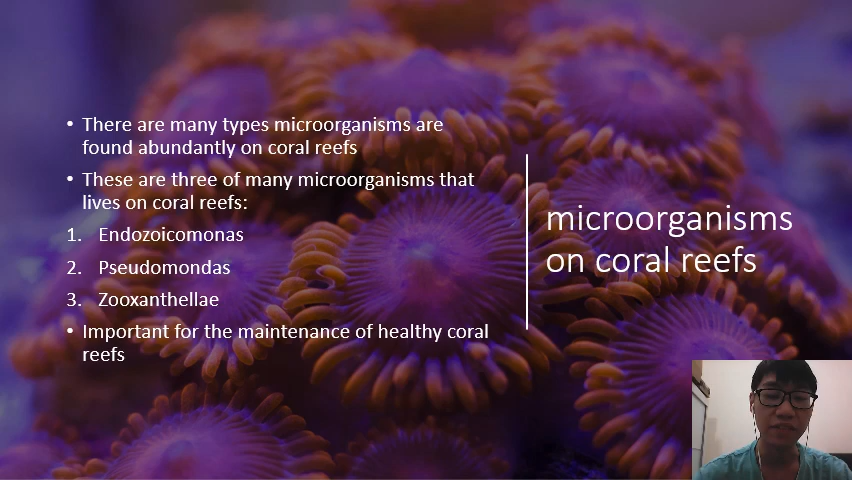 • There are many types microorganisms are
found abundantly on coral reefs
• These are three of many microorganisms that
lives on coral reefs:
1. Endozoicomonas
2. Pseudomondas
3. Zooxanthellae
• Important for the maintenance of healthy coral
reefs
microorganisms
on coral reefs